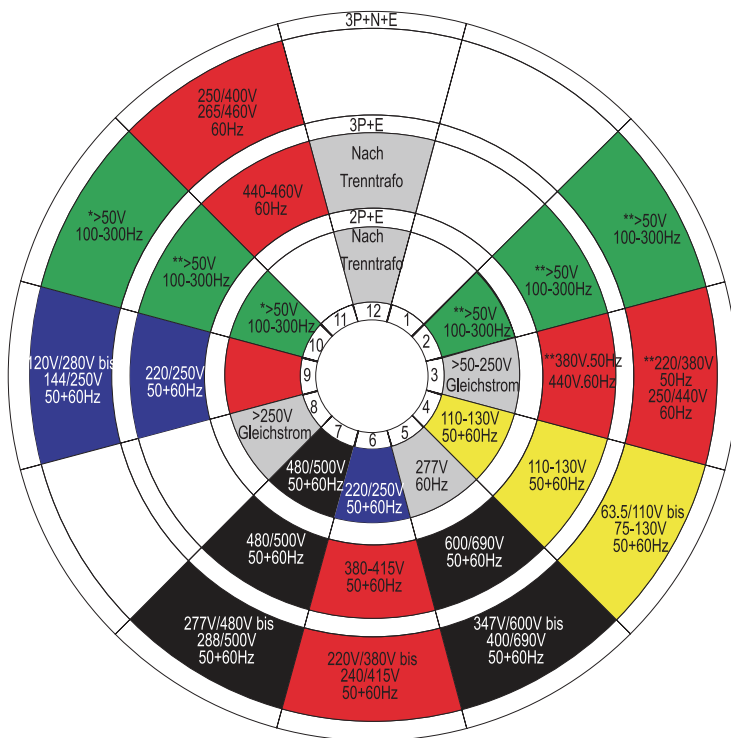 3P+N+E
250/400V
265/460V
60Hz
3P+E
Nach
Trenntrafo
440-460V
60Hz
2P+E
Nach
Trenntrafo
*>50V
100-300Hz
**>50V
100-300Hz
**>50V
100-300Hz
**>50V
100-300Hz
*>50V
100-300Hz
**>50V
100-300Hz
12
1
2
3
4
5
6
7
8
9
10
11
120V/280V bis
144/250V
50+60Hz
220/250V
50+60Hz
>50-250V
Gleichstrom
**380V.50Hz
440V.60Hz
**220/380V
50Hz
250/440V
60Hz
>250V
Gleichstrom
110-130V
50+60Hz
480/500V
50+60Hz
220/250V
50+60Hz
277V
60Hz
110-130V
50+60Hz
63.5/110V bis
75-130V
50+60Hz
480/500V
50+60Hz
380-415V
50+60Hz
600/690V
50+60Hz
277V/480V bis
288/500V
50+60Hz
220V/380V bis
240/415V
50+60Hz
347V/600V bis
400/690V
50+60Hz